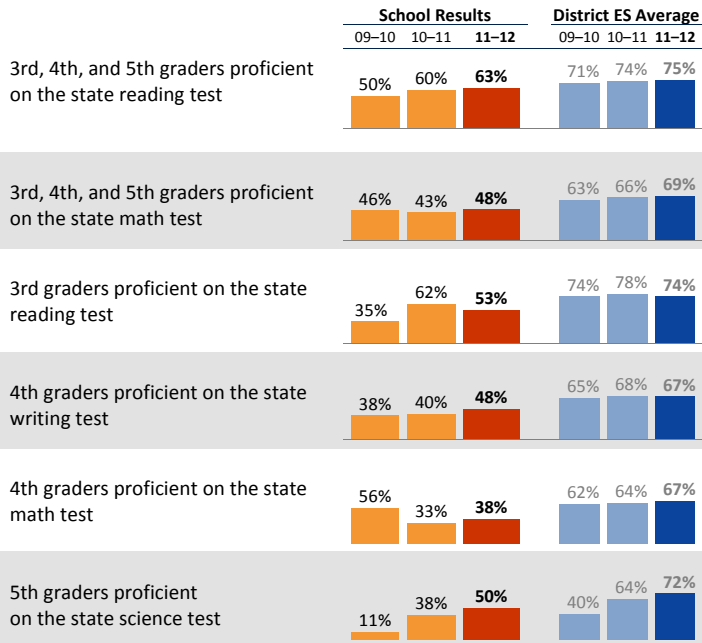 School Results District ES Average
09–10 10–11 11–12 09–10 10–11 11–12
3rd, 4th, and 5th graders proficient
on the state reading test
50% 60% 63% 71% 74% 75%
3rd, 4th, and 5th graders proficient
on the state math test
46% 43% 48% 63% 66% 69%
3rd graders proficient on the state
reading test
35% 62% 53% 74% 78% 74%
4th graders proficient on the state
writing test
38% 40% 48% 65% 68% 67%
4th graders proficient on the state
math test
56% 33% 38% 62% 64% 67%
5th graders proficient
on the state science test
11% 38% 50% 40% 64% 72%